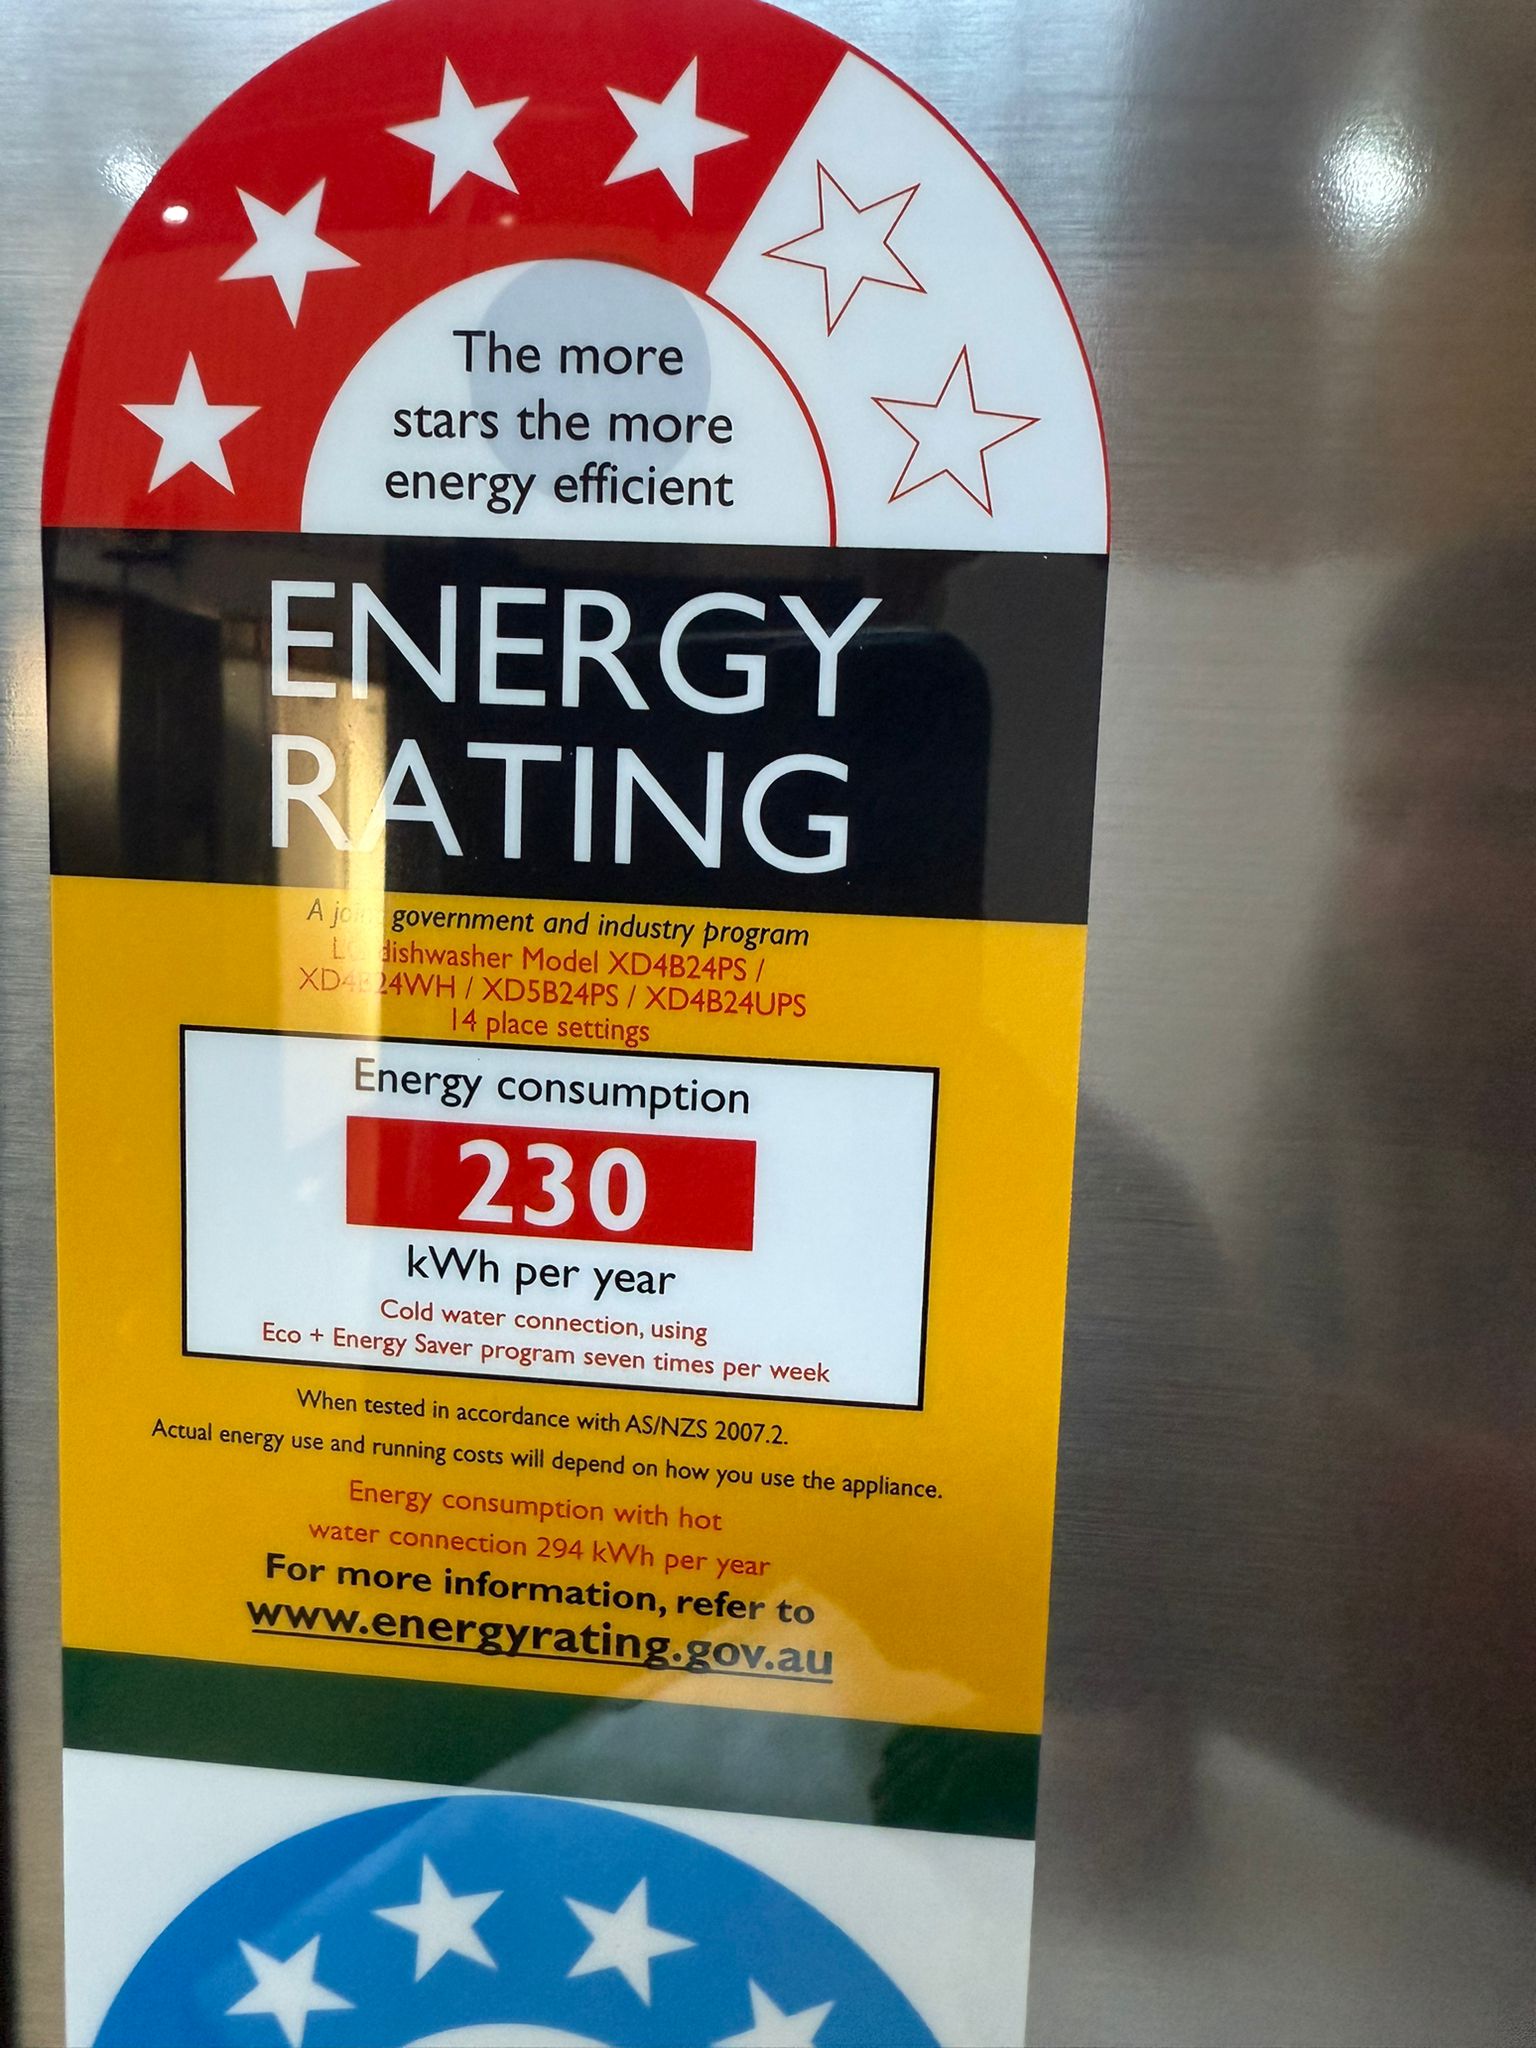 The more
stars the more
energy efficient
ENERGY
RATING
A joint government and industry program
LG dishwasher Model XD4B24PS /
XD4B24WH / XD5B24PS / XD4B24UPS
14 place settings
Energy consumption
230
kWh per year
Cold water connection, using
Eco + Energy Saver program seven times per week
When tested in accordance with AS/NZS 2007.2.
Actual energy use and running costs will depend on how you use the appliance.
Energy consumption with hot
water connection 294 kWh per year
For more information, refer to
www.energyrating.gov.au